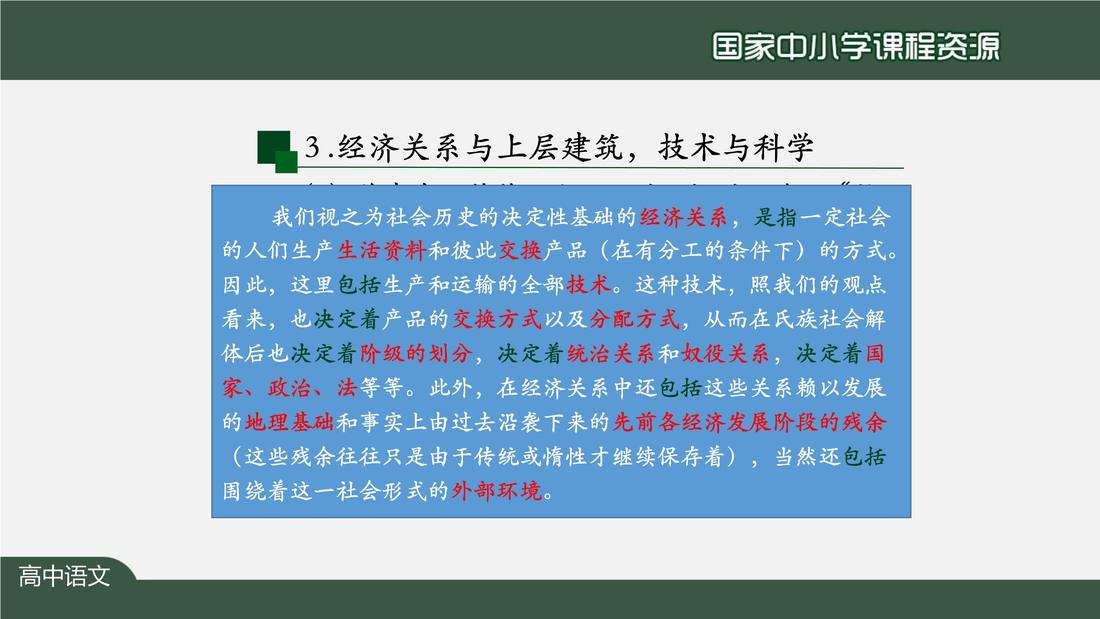 国家中小学课程资源
3.经济关系与上层建筑，技术与科学
我们视之为社会历史的决定性基础的经济关系，是指一定社会
的人们生产生活资料和彼此交换产品（在有分工的条件下）的方式。
因此，这里包括生产和运输的全部技术。这种技术，照我们的观点
看来，也决定着产品的交换方式以及分配方式，从而在氏族社会解
体后也决定着阶级的划分，决定着统治关系和奴役关系，决定着国
家、政治、法等等。此外，在经济关系中还包括这些关系赖以发展
的地理基础和事实上由过去沿袭下来的先前各经济发展阶段的残余
（这些残余往往只是由于传统或惰性才继续保存着），当然还包括
围绕着这一社会形式的外部环境。
高中语文